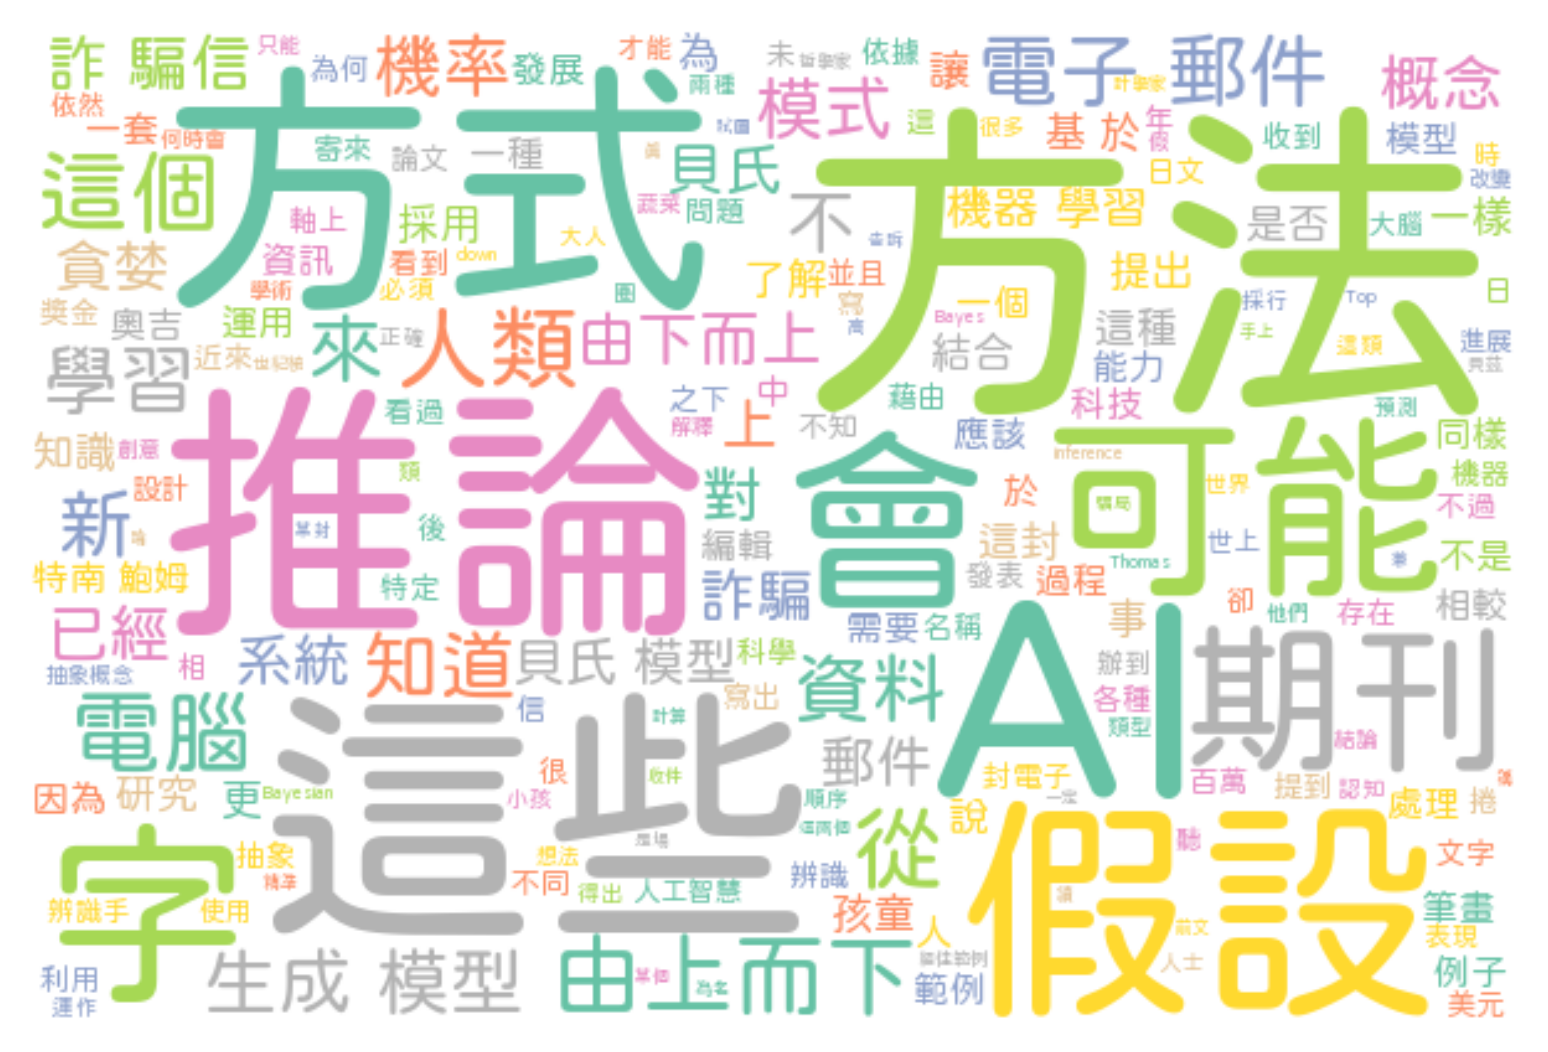 詐 騙信
只能
為何
機率
發展
才能
為
兩種
未
哲學家
依據
讓
電子 郵件
計學家
概念
依然
一套
何時會
方式
模式
這
很多
基 於
年
假
收到
模型
時
改變
這個
寄來
論文
一種
貝氏
方法
日文
機器 學習
是否
大腦
一樣
軸上
採用
蔬菜
問題
不
告訴
貪婪
資訊
看到
down
大人
了解
並且
提出
學術
必須
圈
寫
高
一個
採行
Top
日
獎金
奧吉
運用
來
正確
人類
由下而上
Bayes
結合
這種
手上
這類
進展
學習
近來
能力
貝茲
看過
之下
中
藉由
科技
預測
知識
創意
推論
解釋
上
不知
會
應該
inference
可能
同樣
設計
類
對
於
世界
機器
新
某封
後
騙局
不過
編輯
這封
世上
不是
特南 鮑姆
特定
詐騙
發表
過程
Thomas
已經
需要
名稱
事
卻
他們
存在
相較
相
系統
知道
貝氏 模型
科學
AI
辦到
期刊
抽象概念
電腦
這些
信
寫出
資料
各種
計算
類型
結論
因為
研究
更
Bayesian
很
收件
郵件
封電子
百萬
提到
認知
處理
捲
小孩
順序
這兩個
從
說
一定
字
抽象
想法
假設
聽
文字
精準
不同
得出
人工智慧
辨識
辨識手
使用
孩童
人
讀
前文
筆畫
表現
利用
運作
生成 模型
由上而下
某個
為名
最佳範例
範例
人士
例子
美元